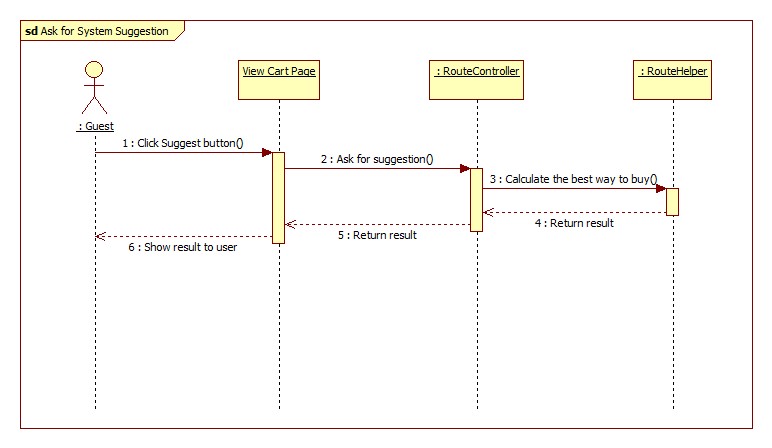 sd Ask for System Suggestion
View Cart Page
: RouteController
: RouteHelper
: Guest
1 : Click Suggest button()
2 : Ask for suggestion()
3 : Calculate the best way to buy()
4 : Return result
5 : Return result
6 : Show result to user